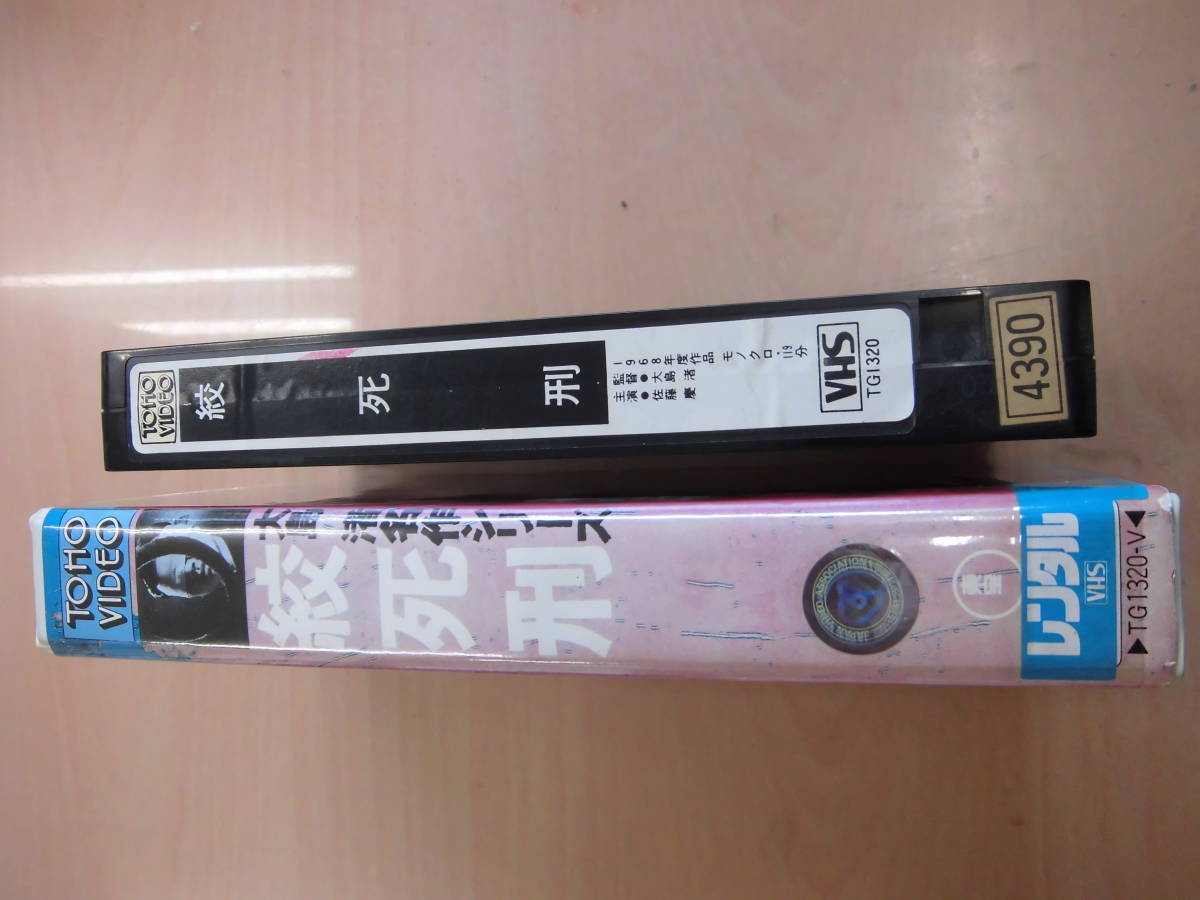 TOHO
VIDEO
絞死刑
1968年度作品 モノクロ・119分
監督●大島渚
主演●佐藤慶
VHS
TG1320
4390
TOHO
VIDEO
大島渚名作シリーズ
絞死刑
レンタル
VHS
▶TG1320-V◀